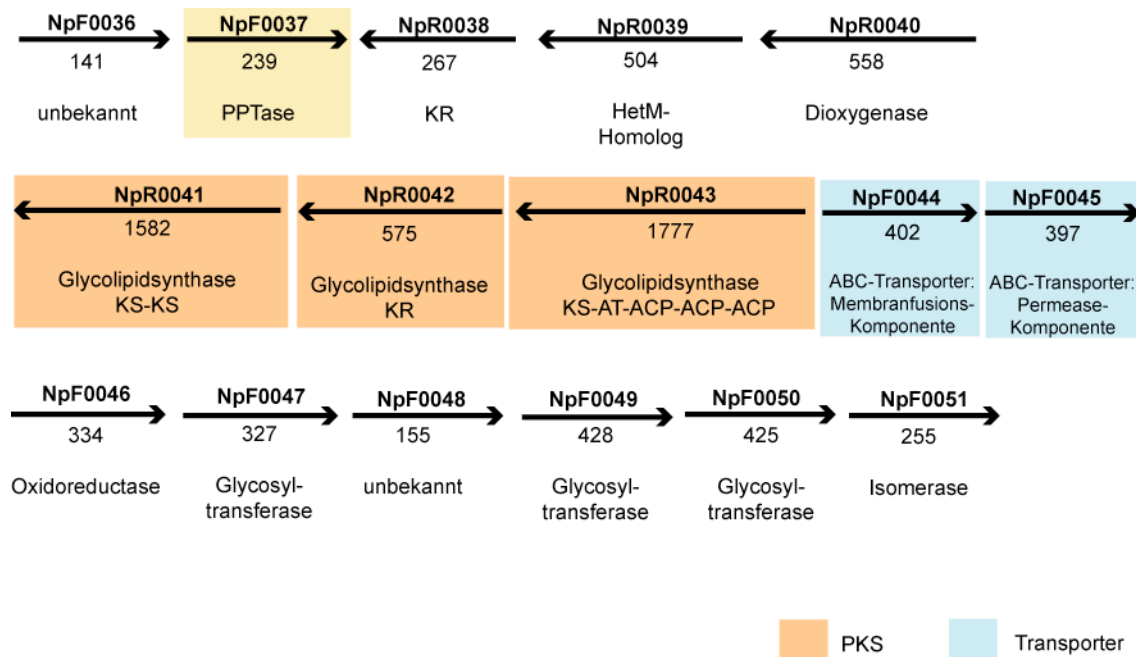 NpF0036 NpF0037 NpR0038 NpR0039 NpR0040
141 239 267 504 558
unbekannt PPTase KR HetM- Dioxygenase
Homolog
NpR0041 NpR0042 NpR0043 NpF0044 NpF0045
1582 575 1777 402 397
Glycolipidsynthase Glycolipidsynthase Glycolipidsynthase ABC-Transporter: ABC-Transporter:
KS-KS KR KS-AT-ACP-ACP-ACP Membranfusions- Permease-
Komponente Komponente
NpF0046 NpF0047 NpF0048 NpF0049 NpF0050 NpF0051
334 327 155 428 425 255
Oxidoreductase Glycosyl- unbekannt Glycosyl- Glycosyl- Isomerase
transferase transferase transferase
PKS Transporter